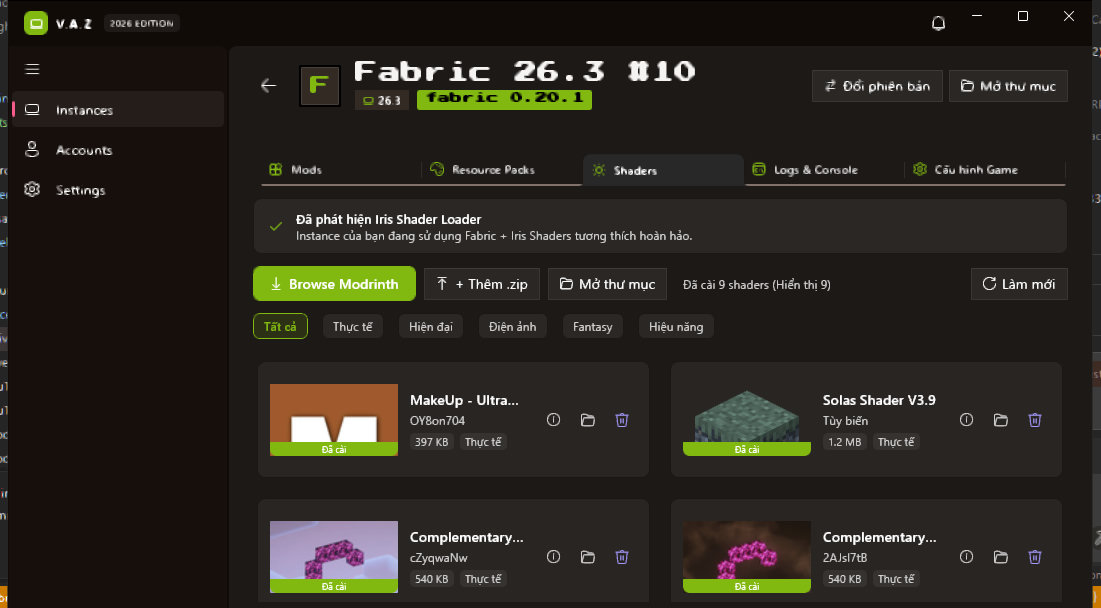 V.A.Z 2026 EDITION
Instances
Accounts
Settings
F Fabric 26.3 #10
26.3 fabric 0.20.1
Đổi phiên bản Mở thư mục
Mods Resource Packs Shaders Logs & Console Cấu hình Game
Đã phát hiện Iris Shader Loader
Instance của bạn đang sử dụng Fabric + Iris Shaders tương thích hoàn hảo.
Browse Modrinth + Thêm .zip Mở thư mục Đã cài 9 shaders (Hiển thị 9) Làm mới
Tất cả Thực tế Hiện đại Điện ảnh Fantasy Hiệu năng
MakeUp - Ultra...
OY8on704
397 KB Thực tế
Đã cài
Solas Shader V3.9
Tùy biến
1.2 MB Thực tế
Đã cài
Complementary...
cZyqwaNw
540 KB Thực tế
Đã cài
Complementary...
2AJsI7tB
540 KB Thực tế
Đã cài